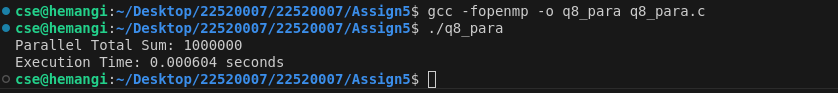 cse@hemangi:~/Desktop/22520007/22520007/Assign5$ gcc -fopenmp -o q8_para q8_para.c
cse@hemangi:~/Desktop/22520007/22520007/Assign5$ ./q8_para
Parallel Total Sum: 1000000
Execution Time: 0.000604 seconds
cse@hemangi:~/Desktop/22520007/22520007/Assign5$